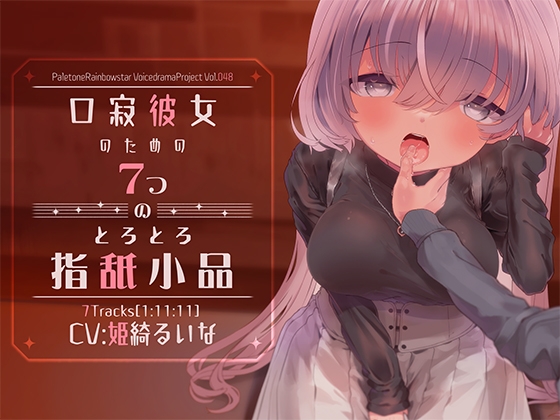 PaletoneRainbowstar VoicedramaProject Vol.048
口寂彼女
のための
7つ
の
とろとろ
指舐小品
7Tracks[1:11:11]
CV:姫綺るいな